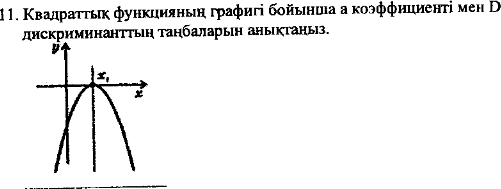 11. Квадраттық функцияның графигі бойынша a коэффициенті мен D
дискриминанттың таңбаларын анықтаңыз.
y
x₁
x